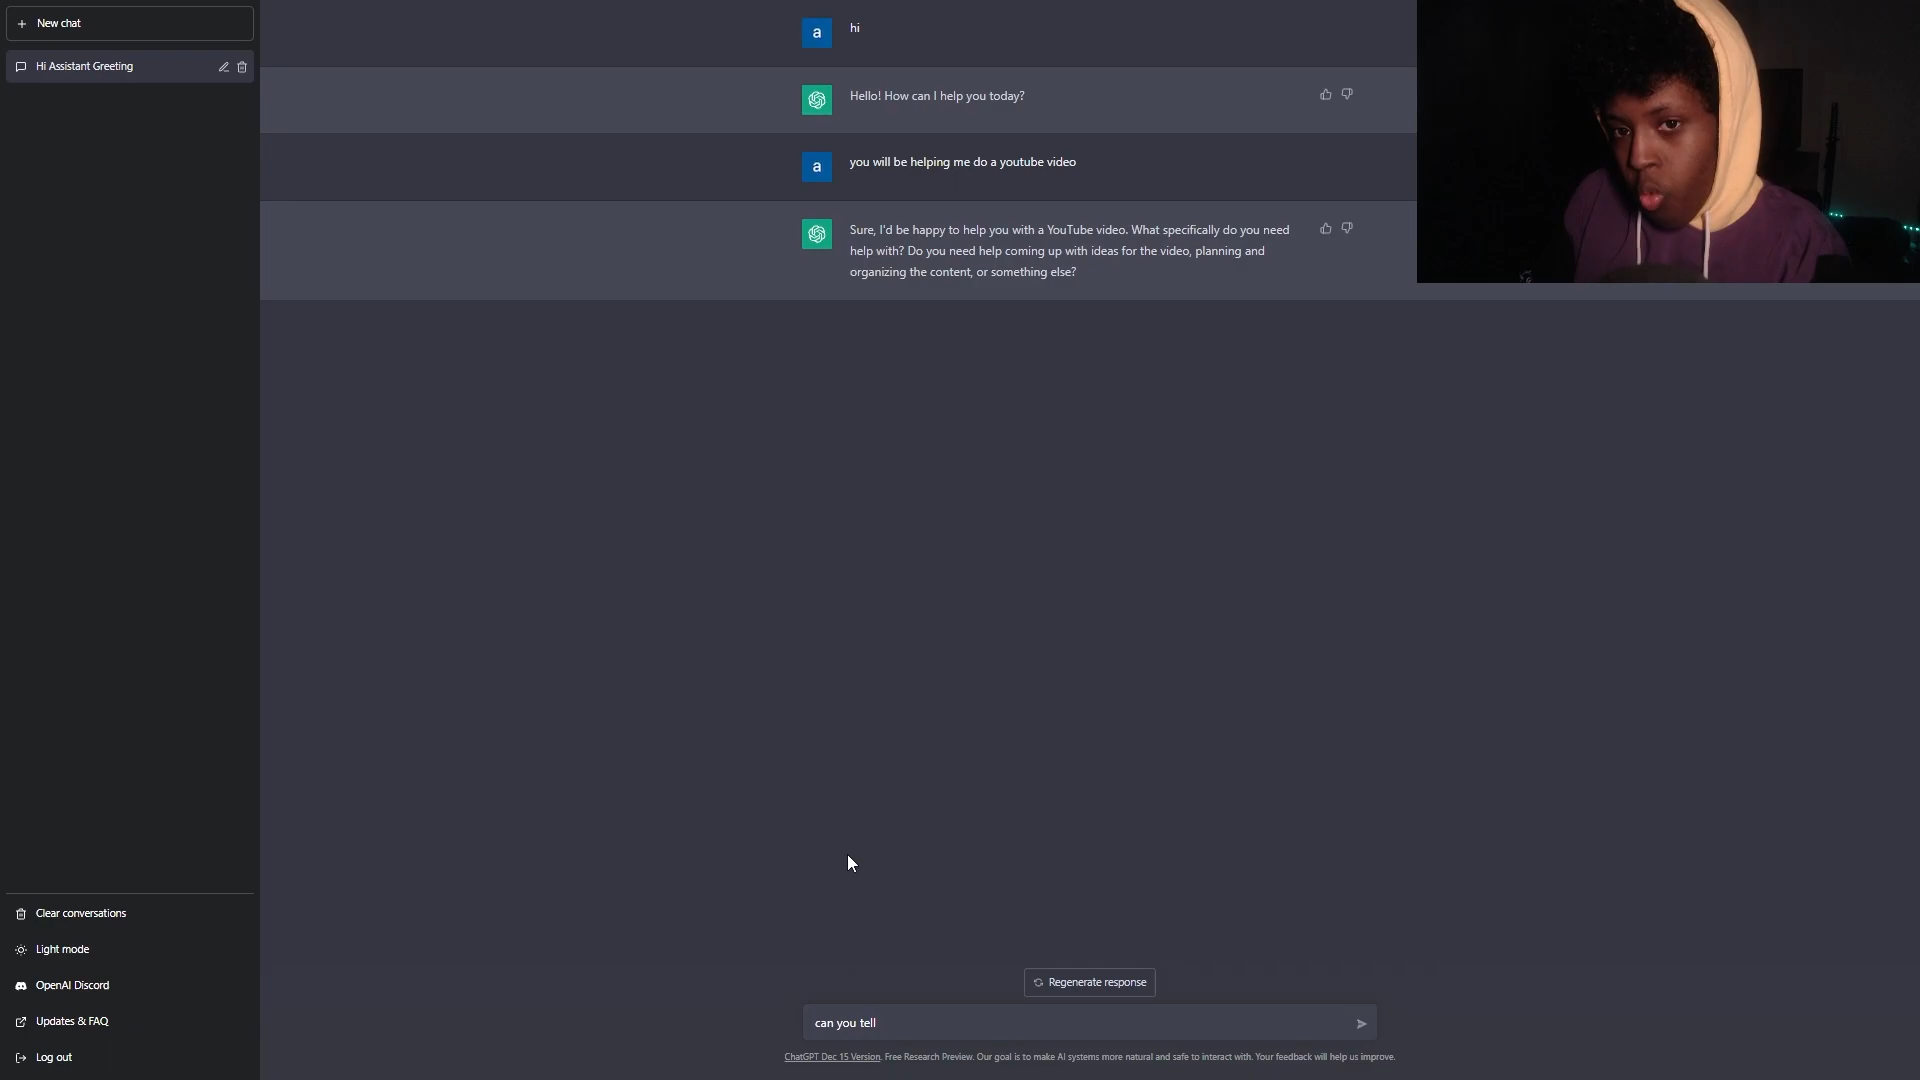 New chat
Hi Assistant Greeting
Clear conversations
Light mode
OpenAI Discord
Updates & FAQ
Log out
a
hi
Hello! How can I help you today?
a
you will be helping me do a youtube video
Sure, I'd be happy to help you with a YouTube video. What specifically do you need
help with? Do you need help coming up with ideas for the video, planning and
organizing the content, or something else?
Regenerate response
can you tell
ChatGPT Dec 15 Version. Free Research Preview. Our goal is to make AI systems more natural and safe to interact with. Your feedback will help us improve.